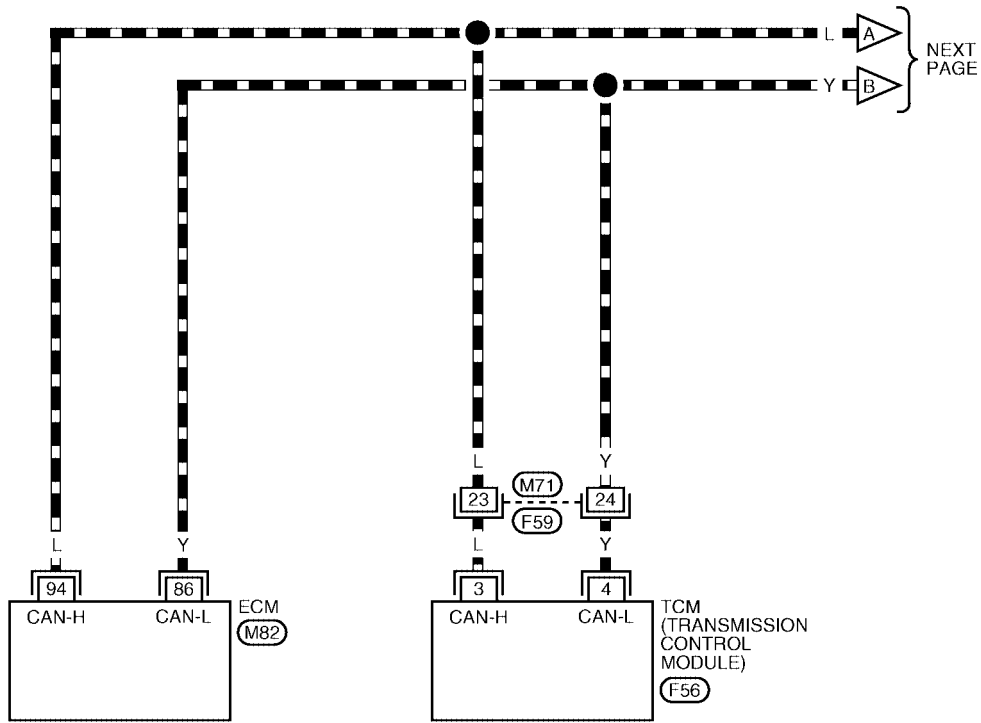 L
A
NEXT
PAGE
Y
B
L
Y
23
M71
F59
24
L
Y
L
Y
94
86
3
4
CAN-H
CAN-L
ECM
M82
CAN-H
CAN-L
TCM
(TRANSMISSION
CONTROL
MODULE)
F56